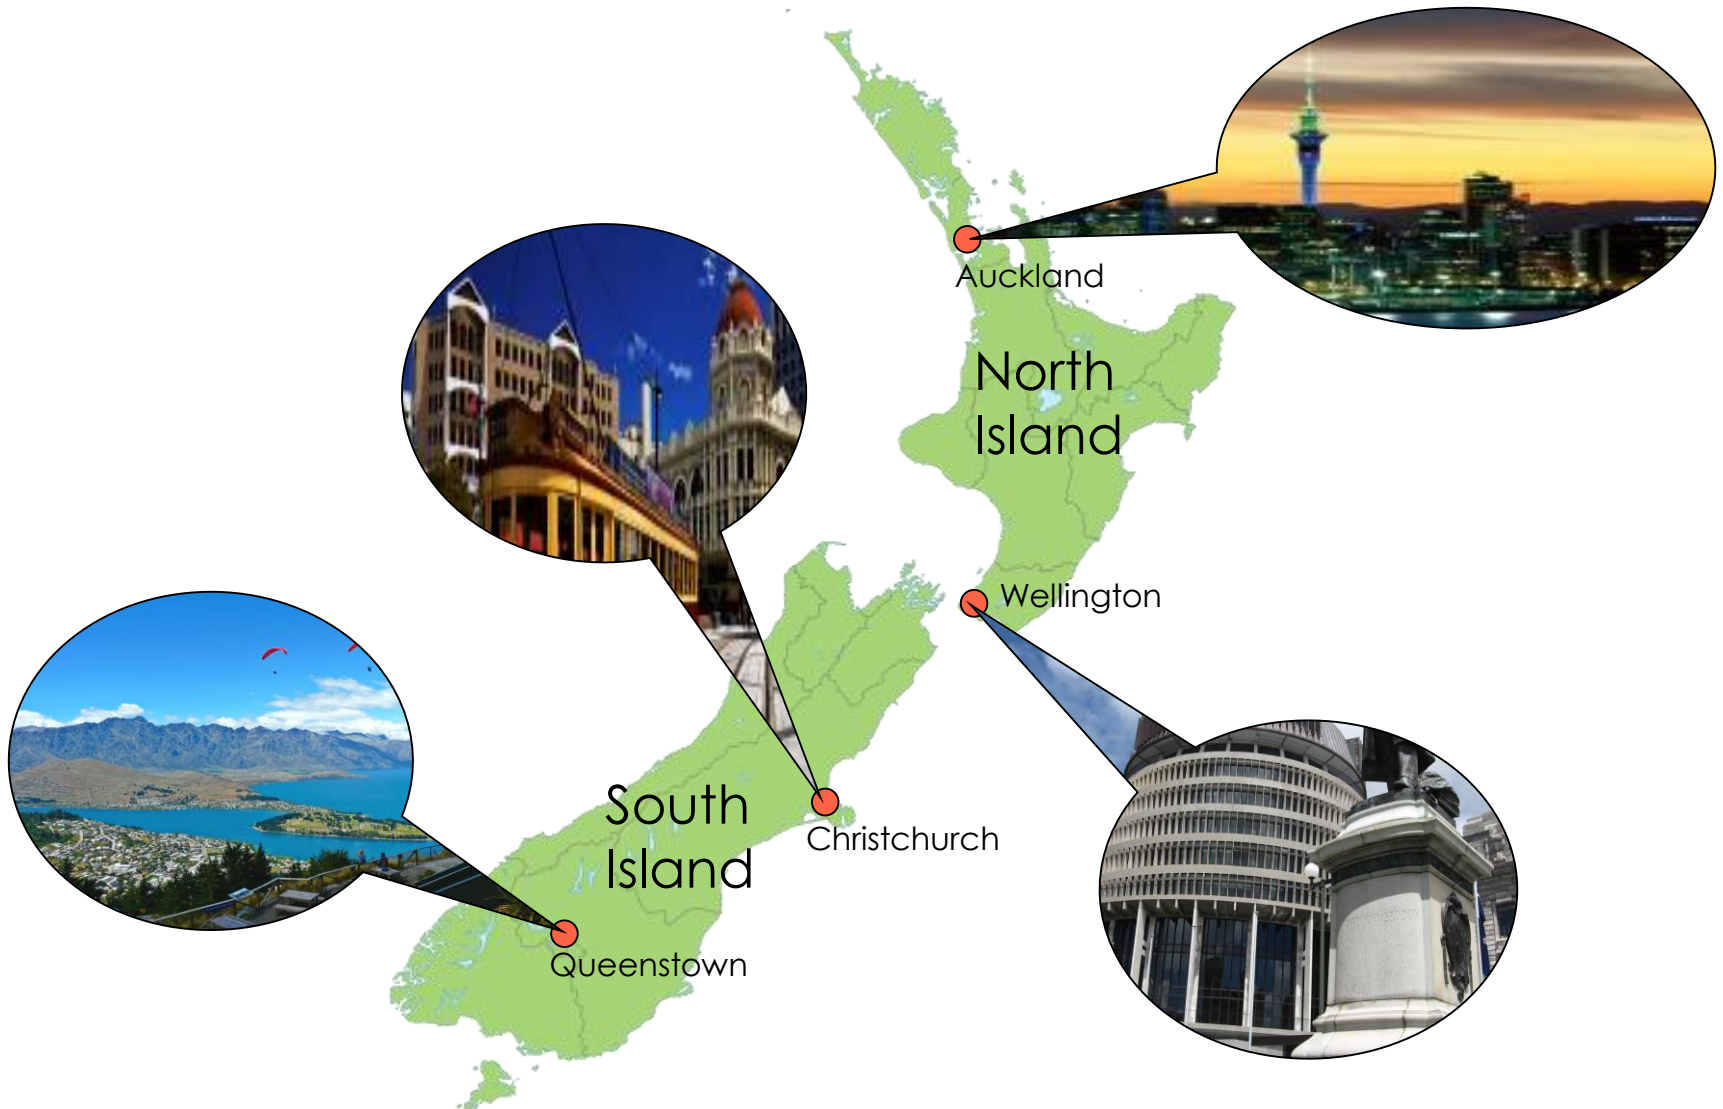 Auckland
North
Island
Wellington
South
Island
Christchurch
Queenstown